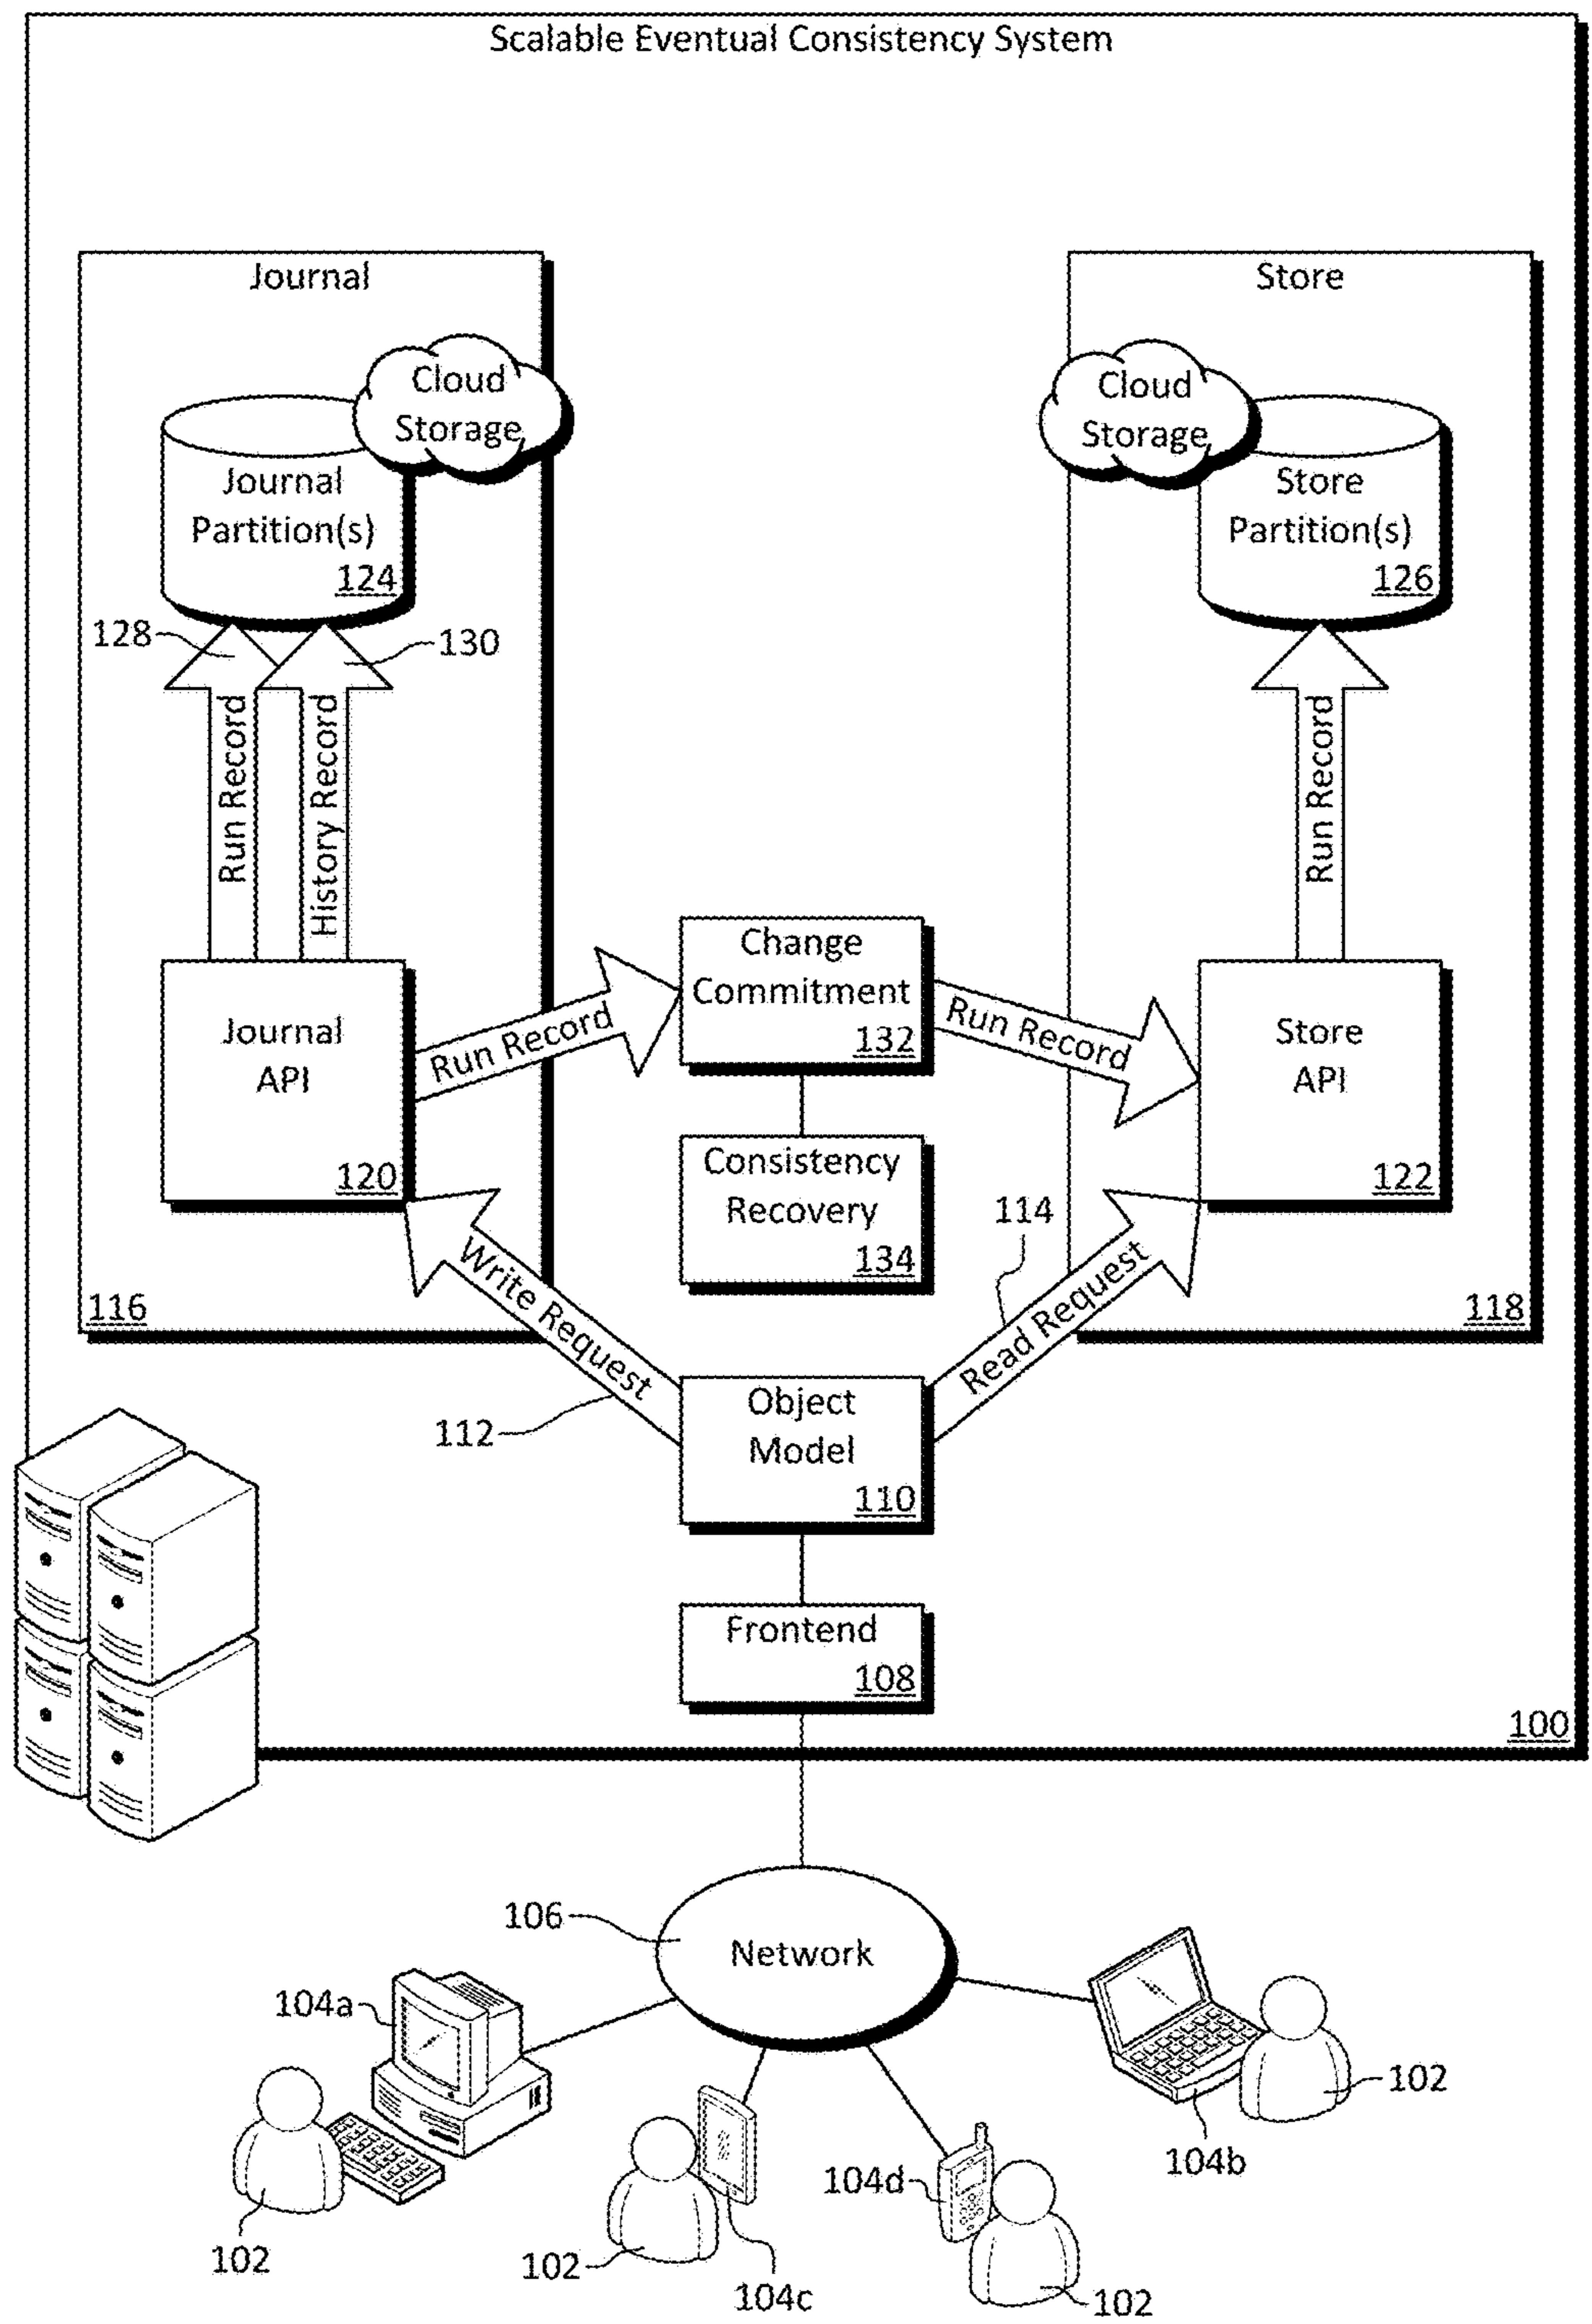 Scalable Eventual Consistency System
Journal
Store
Cloud
Storage
Cloud
Storage
Journal
Partition(s)
124
Store
Partition(s)
126
128
130
Run Record
History Record
Run Record
Change
Commitment
132
Journal
API
120
Store
API
122
Run Record
Run Record
Consistency
Recovery
134
114
Write Request
Read Request
116
118
112
Object
Model
110
Frontend
108
100
106
Network
104a
102
104b
104d
102
102
104c
102